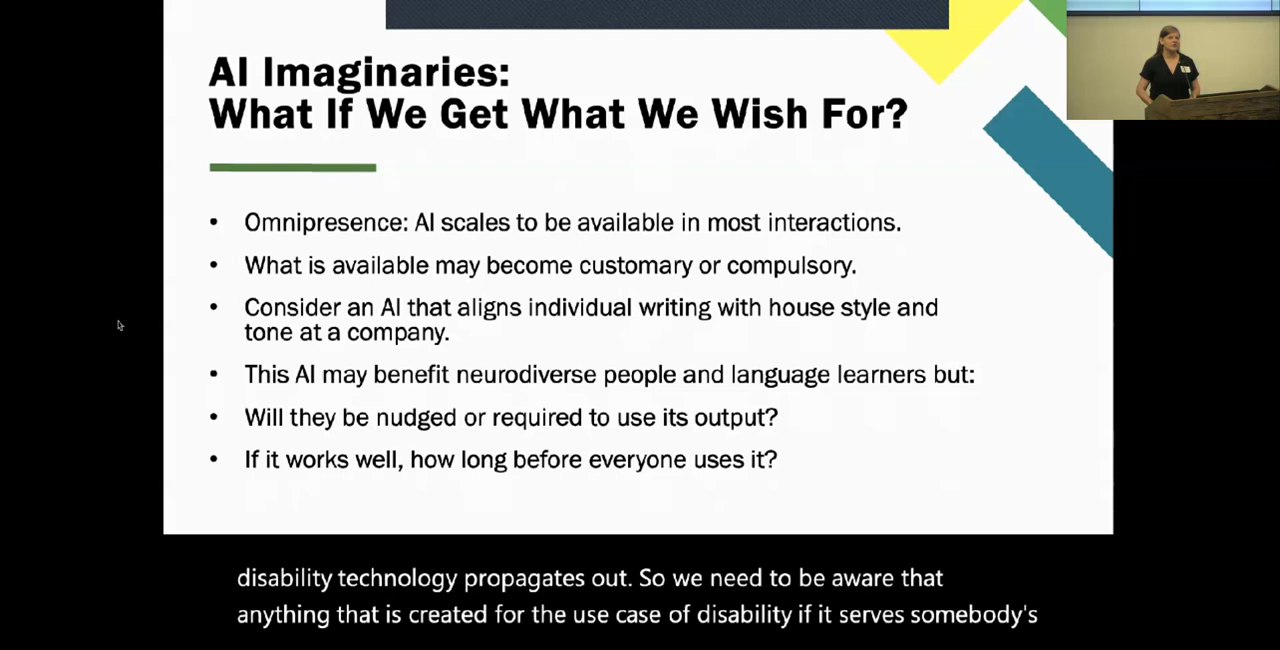 AI Imaginaries:
What If We Get What We Wish For?
• Omnipresence: AI scales to be available in most interactions.
• What is available may become customary or compulsory.
• Consider an AI that aligns individual writing with house style and
tone at a company.
• This AI may benefit neurodiverse people and language learners but:
• Will they be nudged or required to use its output?
• If it works well, how long before everyone uses it?
disability technology propagates out. So we need to be aware that
anything that is created for the use case of disability if it serves somebody's